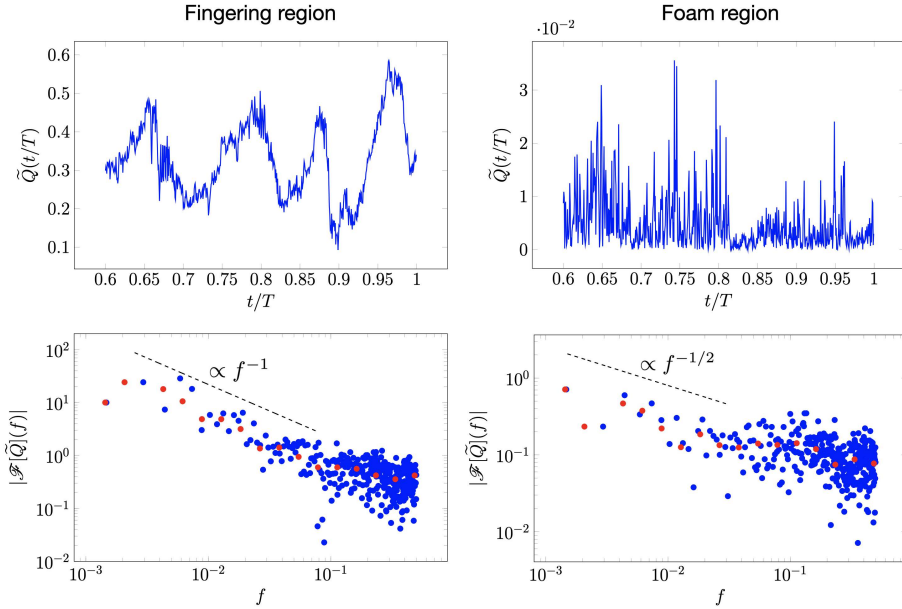 Fingering region
Foam region
·10⁻²
0.6
0.5
0.4
0.3
0.2
0.1
Q̃(t/T)
0.6 0.65 0.7 0.75 0.8 0.85 0.9 0.95 1
t/T
3
2
1
0
Q̃(t/T)
0.6 0.65 0.7 0.75 0.8 0.85 0.9 0.95 1
t/T
10²
10¹
10⁰
10⁻¹
10⁻²
|ℱ[Q̃](f)|
∝ f⁻¹
10⁻³ 10⁻² 10⁻¹
f
10⁰
10⁻¹
10⁻²
|ℱ[Q̃](f)|
∝ f⁻¹/²
10⁻³ 10⁻² 10⁻¹
f